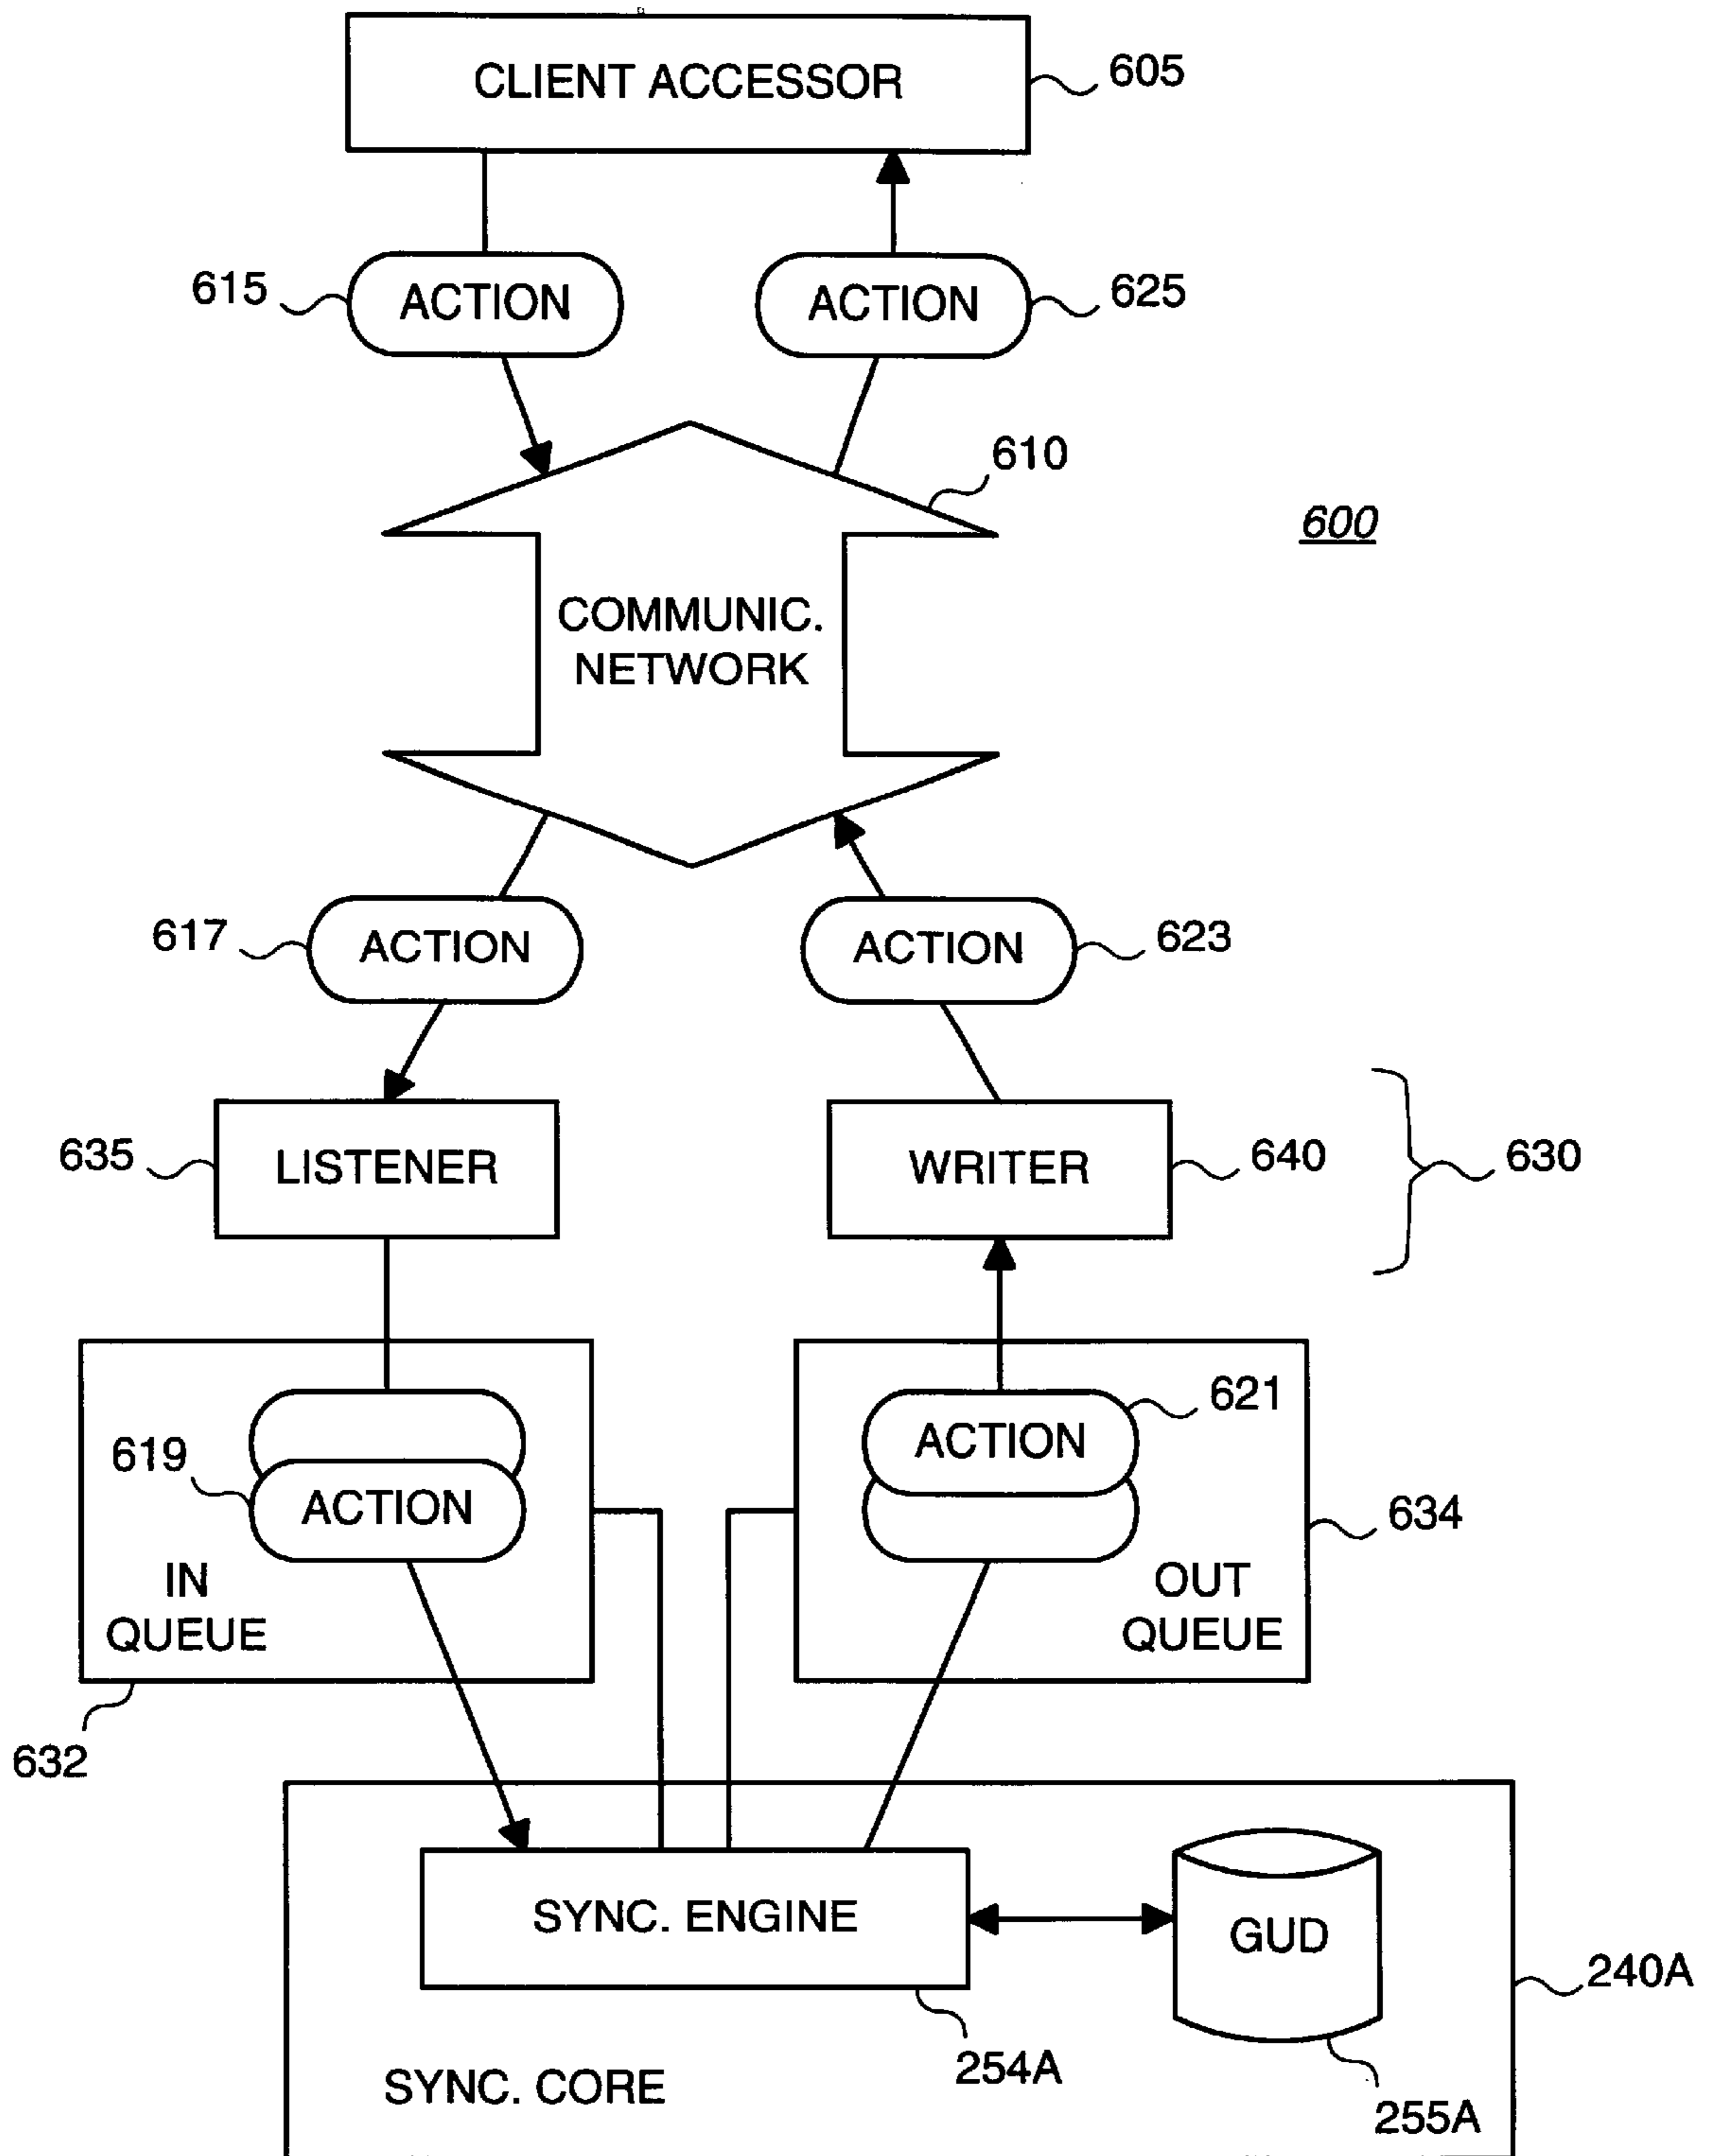 CLIENT ACCESSOR
605
615
ACTION
ACTION
625
610
600
COMMUNIC.
NETWORK
617
ACTION
ACTION
623
635
LISTENER
WRITER
640
630
621
ACTION
619
ACTION
634
IN
QUEUE
OUT
QUEUE
632
SYNC. ENGINE
GUD
240A
254A
SYNC. CORE
255A